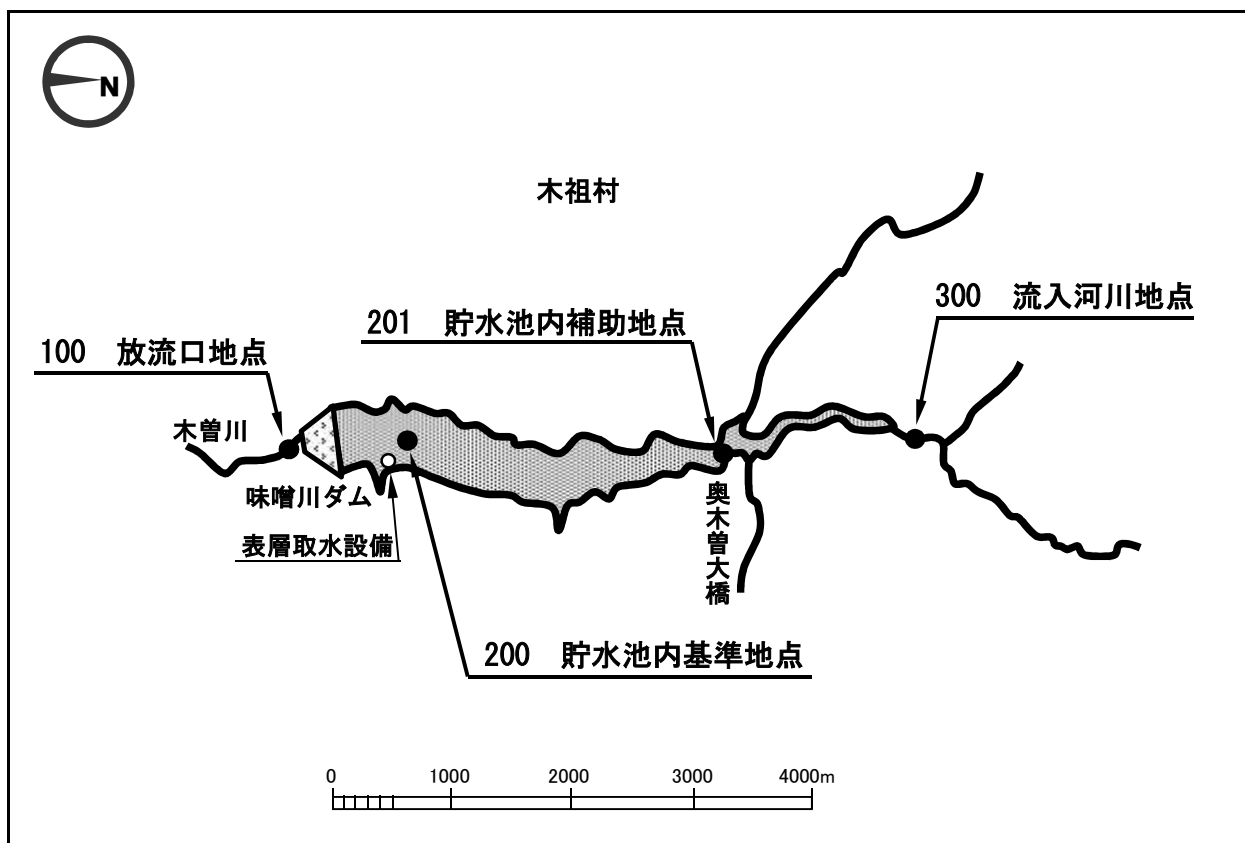 N
木祖村
300 流入河川地点
201 貯水池内補助地点
100 放流口地点
木曽川
味噌川ダム
表層取水設備
奥木曽大橋
200 貯水池内基準地点
0 1000 2000 3000 4000m